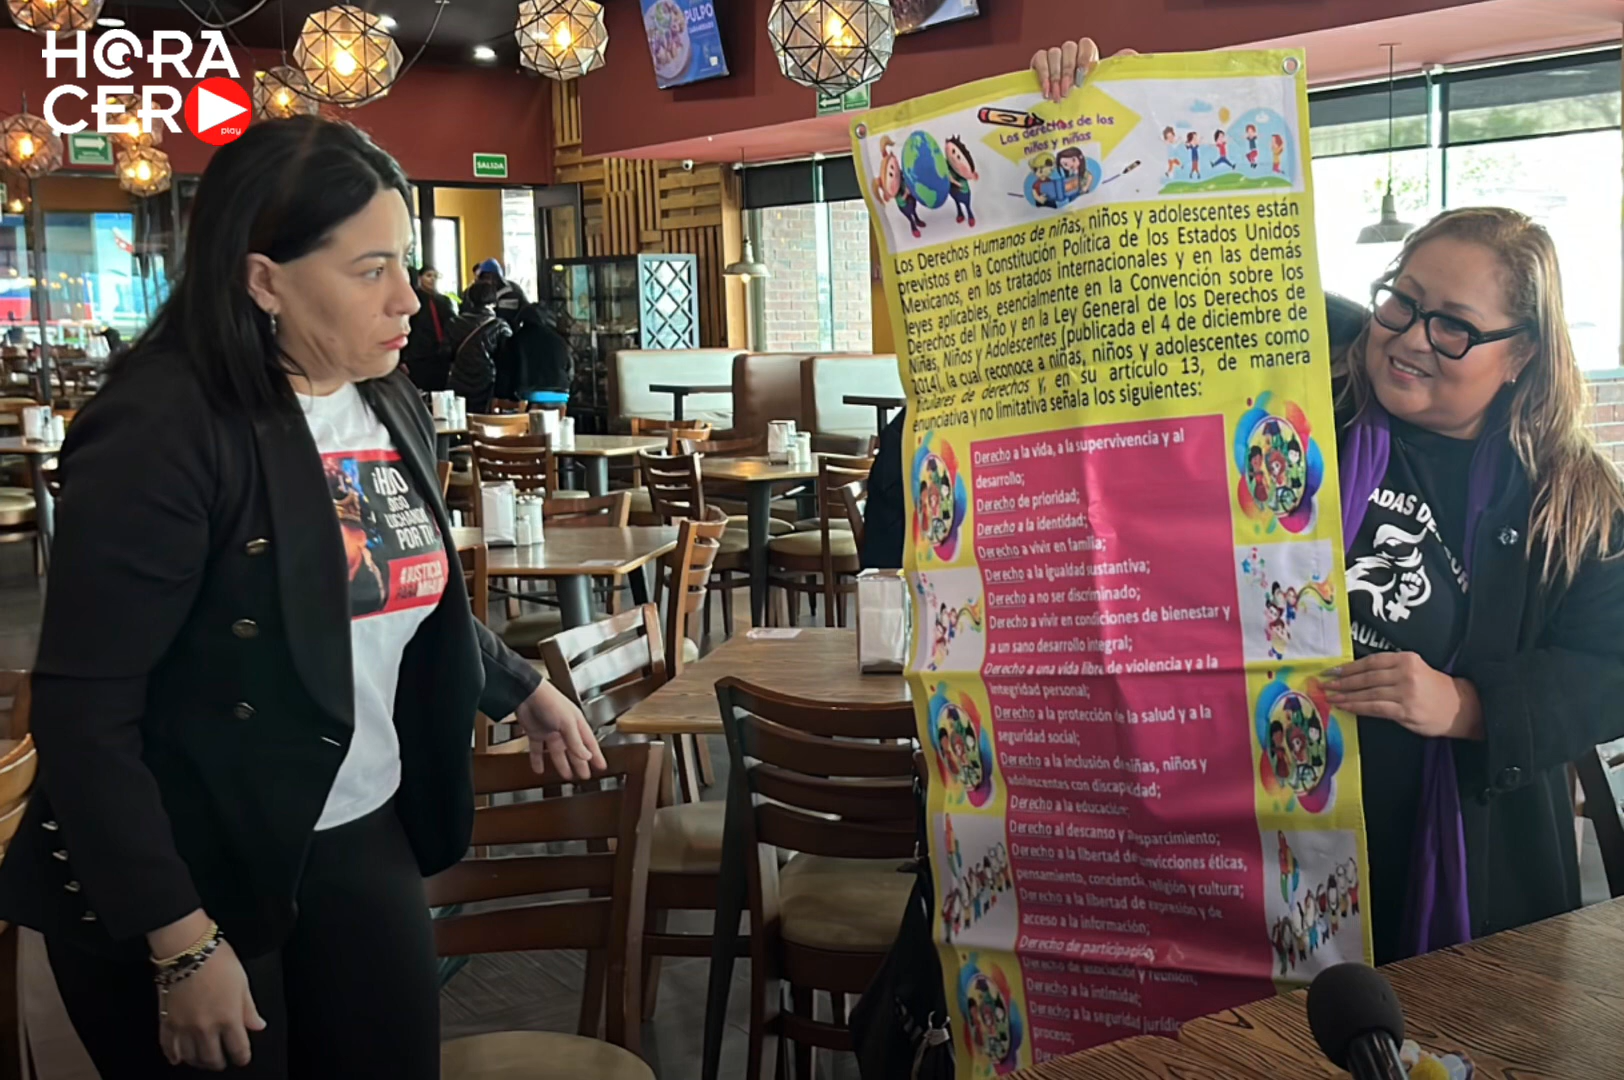 HORA
CERO
play
PULPO
SALIDA
Los derechos de los
niños y niñas
Los Derechos Humanos de niñas, niños y adolescentes están
previstos en la Constitución Política de los Estados Unidos
Mexicanos, en los tratados internacionales y en las demás
leyes aplicables, esencialmente en la Convención sobre los
Derechos del Niño y en la Ley General de los Derechos de
Niñas, Niños y Adolescentes (publicada el 4 de diciembre de
2014), la cual reconoce a niñas, niños y adolescentes como
titulares de derechos y, en su artículo 13, de manera
enunciativa y no limitativa señala los siguientes:
Derecho a la vida, a la supervivencia y al
desarrollo;
Derecho de prioridad;
Derecho a la identidad;
Derecho a vivir en familia;
Derecho a la igualdad sustantiva;
Derecho a no ser discriminado;
Derecho a vivir en condiciones de bienestar y
a un sano desarrollo integral;
Derecho a una vida libre de violencia y a la
integridad personal;
Derecho a la protección de la salud y a la
seguridad social;
Derecho a la inclusión de niñas, niños y
adolescentes con discapacidad;
Derecho a la educación;
Derecho al descanso y esparcimiento;
Derecho a la libertad de convicciones éticas,
pensamiento, conciencia, religión y cultura;
Derecho a la libertad de expresión y de
acceso a la información;
Derecho de participación;
Derecho de asociación y reunión;
Derecho a la intimidad;
Derecho a la seguridad jurídic
proceso;
¡HIJO
SIGO
LUCHANDO
POR TI
#JUSTICIA
PARA
ADAS DE
AULI